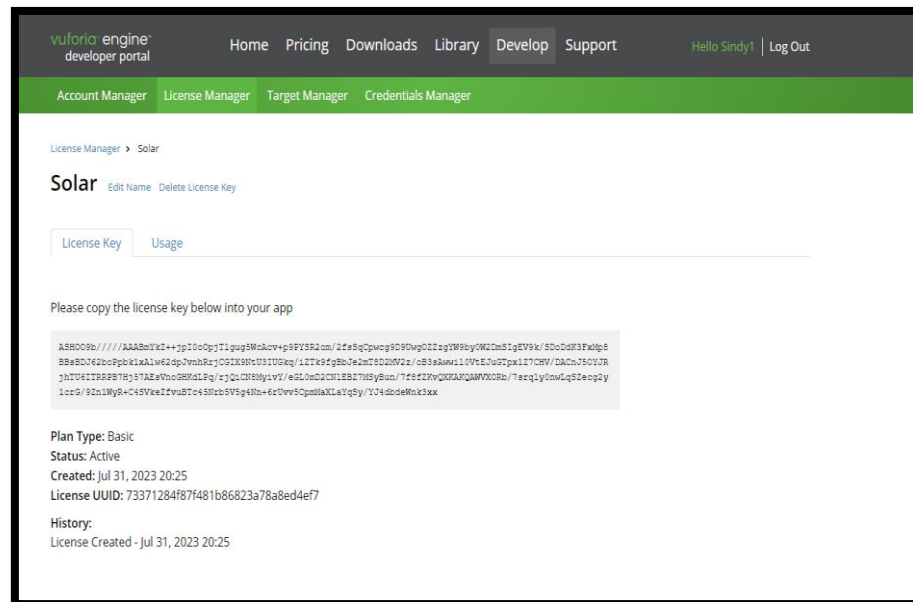 vuforia engine
developer portal
Home Pricing Downloads Library Develop Support
Hello Sindy1 | Log Out
Account Manager License Manager Target Manager Credentials Manager
License Manager > Solar
Solar Edit Name Delete License Key
License Key Usage
Please copy the license key below into your app
Plan Type: Basic
Status: Active
Created: Jul 31, 2023 20:25
License UUID: 73371284f87f481b86823a78a8ed4ef7
History:
License Created - Jul 31, 2023 20:25